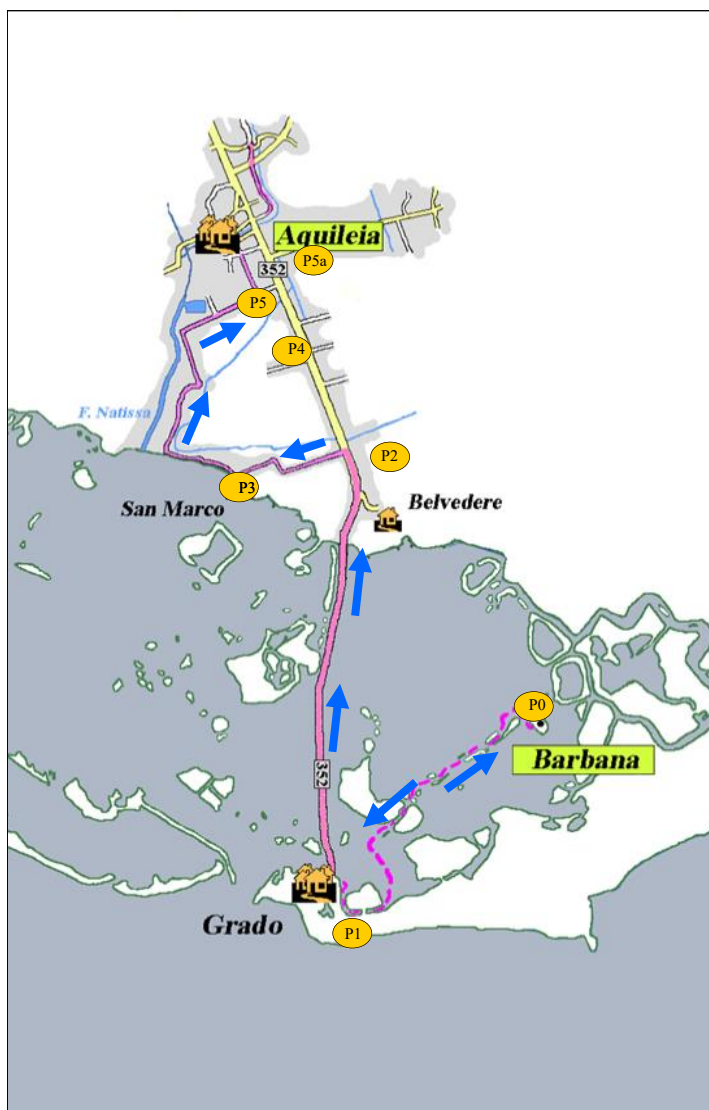 Aquileia
P5a
352
P5
P4
F. Natissa
P2
P3
San Marco
Belvedere
P0
Barbana
352
Grado
P1